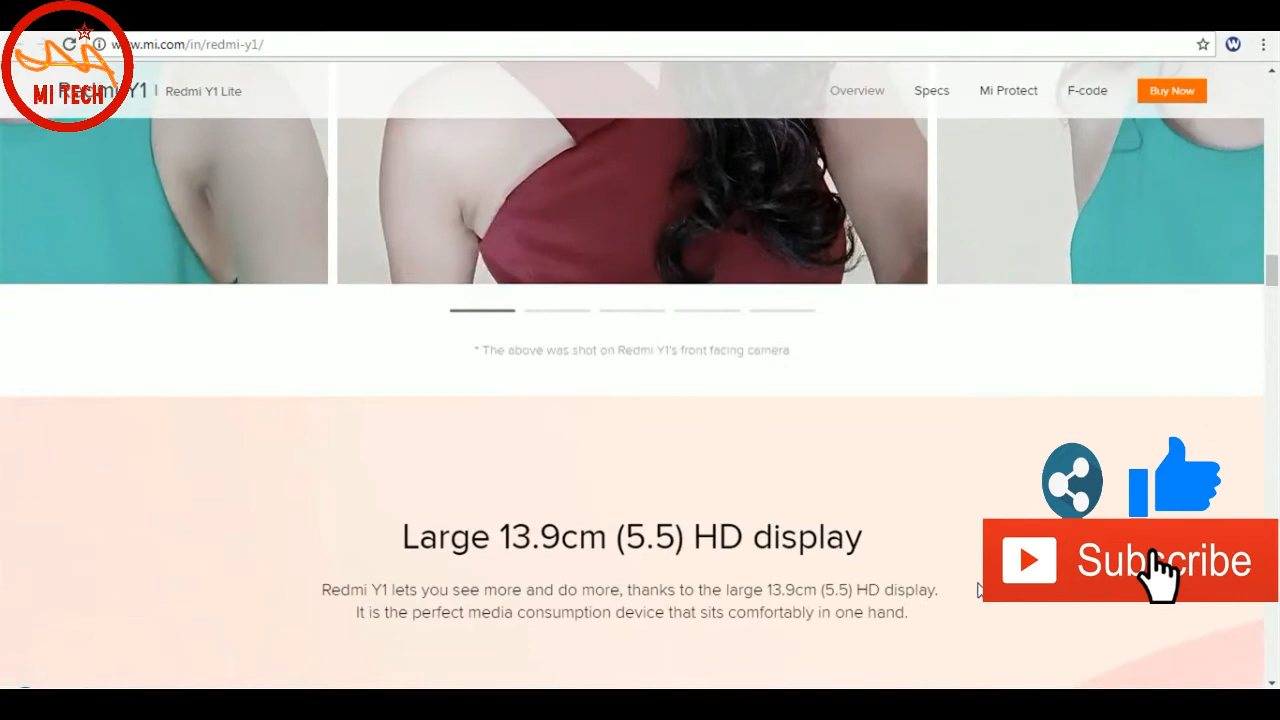 www.mi.com/in/redmi-y1/
MI TECH
Redmi Y1 | Redmi Y1 Lite
Overview
Specs
Mi Protect
F-code
Buy Now
* The above was shot on Redmi Y1's front facing camera
Large 13.9cm (5.5) HD display
Redmi Y1 lets you see more and do more, thanks to the large 13.9cm (5.5) HD display.
It is the perfect media consumption device that sits comfortably in one hand.
Subscribe